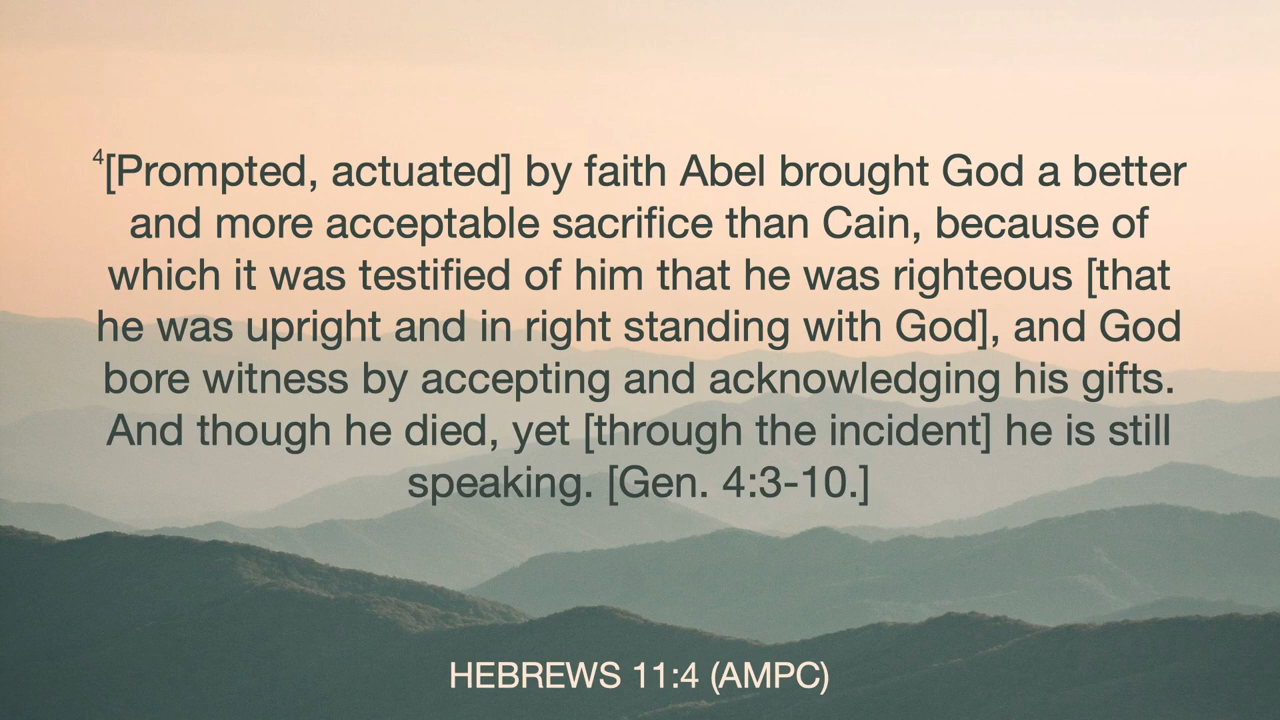 4[Prompted, actuated] by faith Abel brought God a better
and more acceptable sacrifice than Cain, because of
which it was testified of him that he was righteous [that
he was upright and in right standing with God], and God
bore witness by accepting and acknowledging his gifts.
And though he died, yet [through the incident] he is still
speaking. [Gen. 4:3-10.]
HEBREWS 11:4 (AMPC)